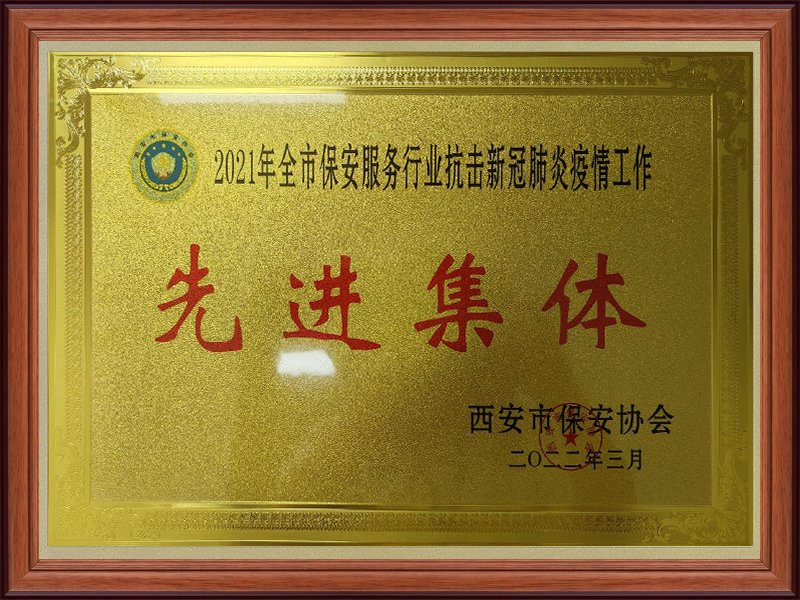 2021年全市保安服务行业抗击新冠肺炎疫情工作
先进集体
西安市保安协会
二〇二二年三月